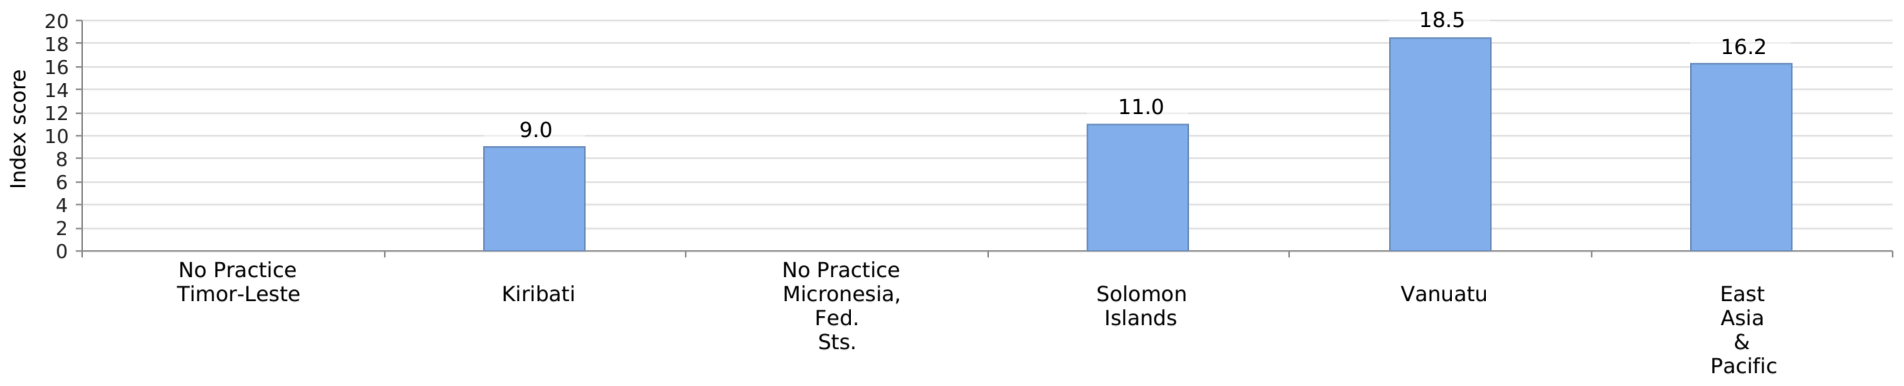 Index score
20
18
16
14
12
10
8
6
4
2
0
9.0
11.0
18.5
16.2
No Practice
Timor-Leste
Kiribati
No Practice
Micronesia,
Fed.
Sts.
Solomon
Islands
Vanuatu
East
Asia
&
Pacific